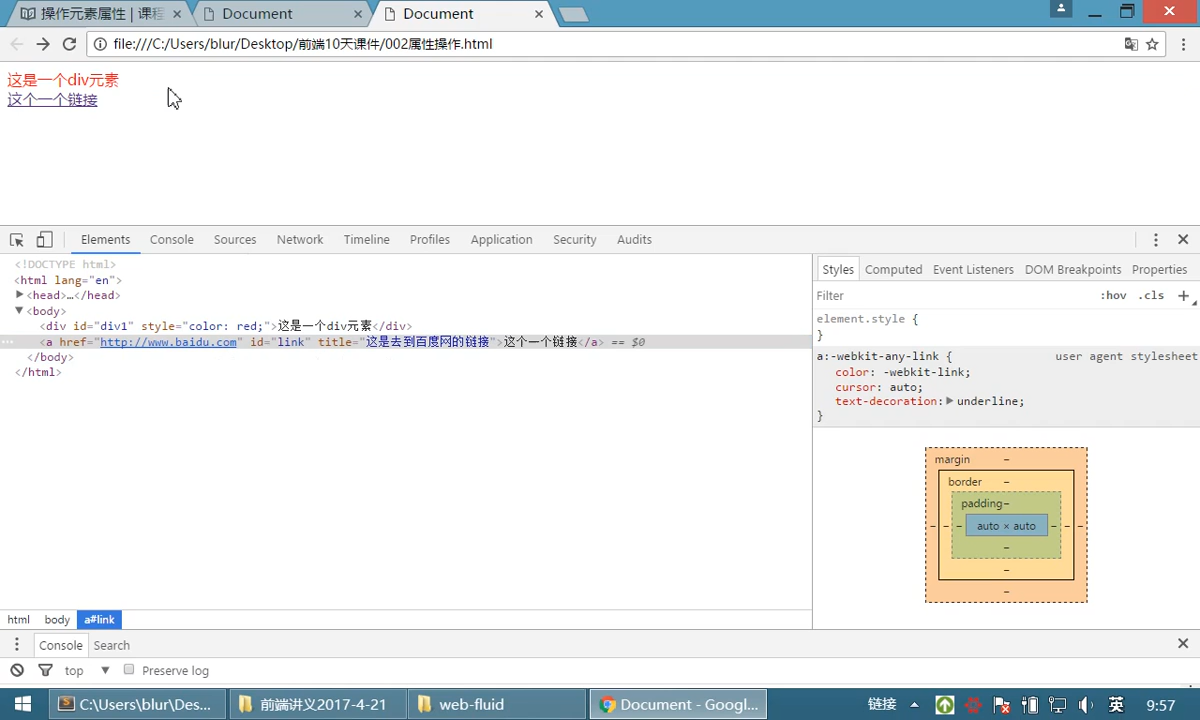 操作元素属性 | 课程
Document
Document
file:///C:/Users/blur/Desktop/前端10天课件/002属性操作.html
这是一个div元素
这个一个链接
Elements Console Sources Network Timeline Profiles Application Security Audits
<!DOCTYPE html>
<html lang="en">
<head>…</head>
<body>
<div id="div1" style="color: red;">这是一个div元素</div>
<a href="http://www.baidu.com" id="link" title="这是去到百度网的链接">这个一个链接</a> == $0
</body>
</html>
Styles Computed Event Listeners DOM Breakpoints Properties
Filter :hov .cls +
element.style {
}
a:-webkit-any-link { user agent stylesheet
color: -webkit-link;
cursor: auto;
text-decoration: underline;
}
margin –
border –
padding –
– – – auto × auto – – –
–
–
–
html body a#link
Console Search
top Preserve log
C:\Users\blur\Des... 前端讲义2017-4-21 web-fluid Document - Googl... 链接 英 9:57